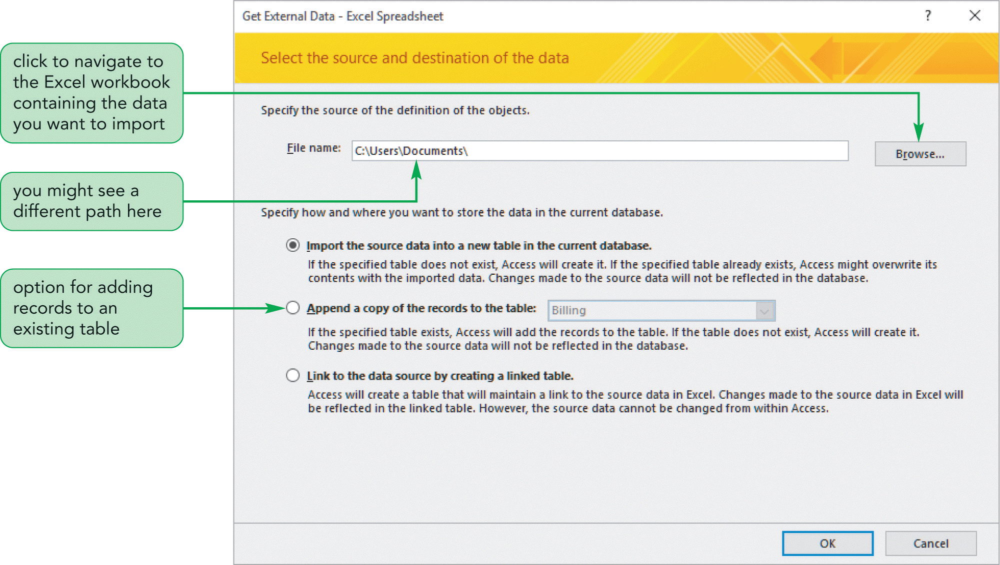 Get External Data - Excel Spreadsheet
?
Select the source and destination of the data
click to navigate to
the Excel workbook
containing the data
you want to import
Specify the source of the definition of the objects.
File name: C:\Users\Documents\
Browse...
you might see a
different path here
Specify how and where you want to store the data in the current database.
Import the source data into a new table in the current database.
If the specified table does not exist, Access will create it. If the specified table already exists, Access might overwrite its
contents with the imported data. Changes made to the source data will not be reflected in the database.
option for adding
records to an
existing table
Append a copy of the records to the table: Billing
If the specified table exists, Access will add the records to the table. If the table does not exist, Access will create it.
Changes made to the source data will not be reflected in the database.
Link to the data source by creating a linked table.
Access will create a table that will maintain a link to the source data in Excel. Changes made to the source data in Excel will
be reflected in the linked table. However, the source data cannot be changed from within Access.
OK
Cancel